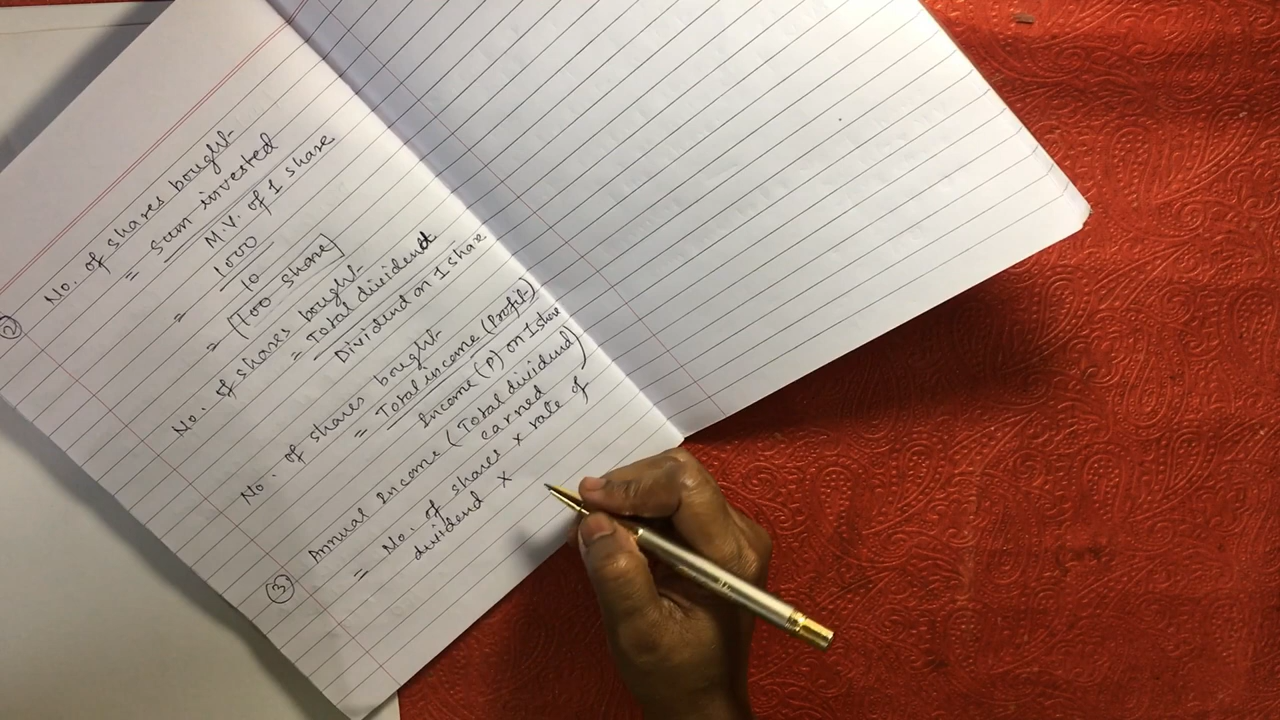 ② No. of shares bought-
= Sum invested
M.V. of 1 share
= 1000
10
= [100 share]
No. of shares bought-
= Total dividend
Dividend on 1 share
No. of shares bought-
= Total income (Profit)
Income (P) on 1 share
③ Annual Income (Total dividend)
earned
= No. of shares × rate of
dividend ×